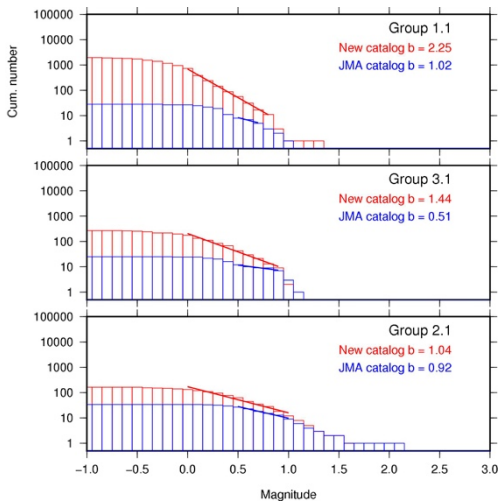 100000
10000
1000
100
10
1
Cum. number
Group 1.1
New catalog b = 2.25
JMA catalog b = 1.02
100000
10000
1000
100
10
1
Group 3.1
New catalog b = 1.44
JMA catalog b = 0.51
100000
10000
1000
100
10
1
Group 2.1
New catalog b = 1.04
JMA catalog b = 0.92
−1.0 −0.5 0.0 0.5 1.0 1.5 2.0 2.5 3.0
Magnitude